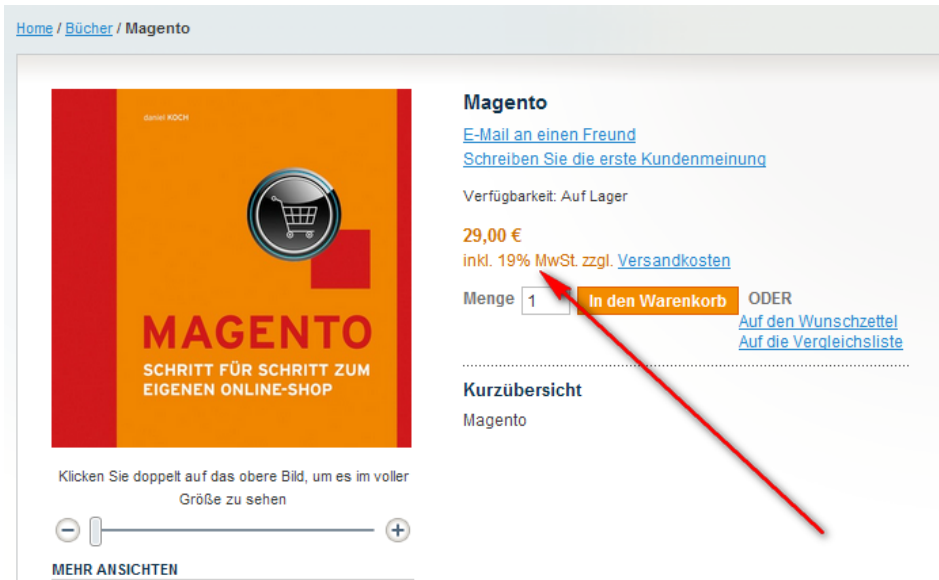 Home / Bücher / Magento
daniel KOCH
MAGENTO
SCHRITT FÜR SCHRITT ZUM
EIGENEN ONLINE-SHOP
Klicken Sie doppelt auf das obere Bild, um es im voller
Größe zu sehen
MEHR ANSICHTEN
Magento
E-Mail an einen Freund
Schreiben Sie die erste Kundenmeinung
Verfügbarkeit: Auf Lager
29,00 €
inkl. 19% MwSt. zzgl. Versandkosten
Menge 1 In den Warenkorb ODER
Auf den Wunschzettel
Auf die Vergleichsliste
Kurzübersicht
Magento